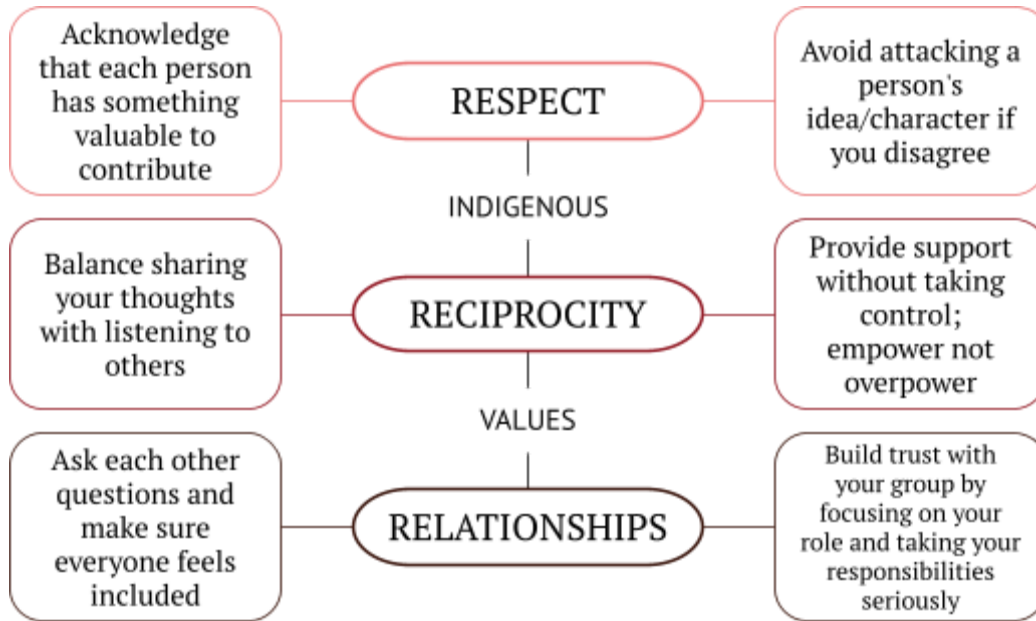 Acknowledge
that each person
has something
valuable to
contribute
RESPECT
Avoid attacking a
person's
idea/character if
you disagree
INDIGENOUS
Balance sharing
your thoughts
with listening to
others
RECIPROCITY
Provide support
without taking
control;
empower not
overpower
VALUES
Ask each other
questions and
make sure
everyone feels
included
RELATIONSHIPS
Build trust with
your group by
focusing on your
role and taking your
responsibilities
seriously